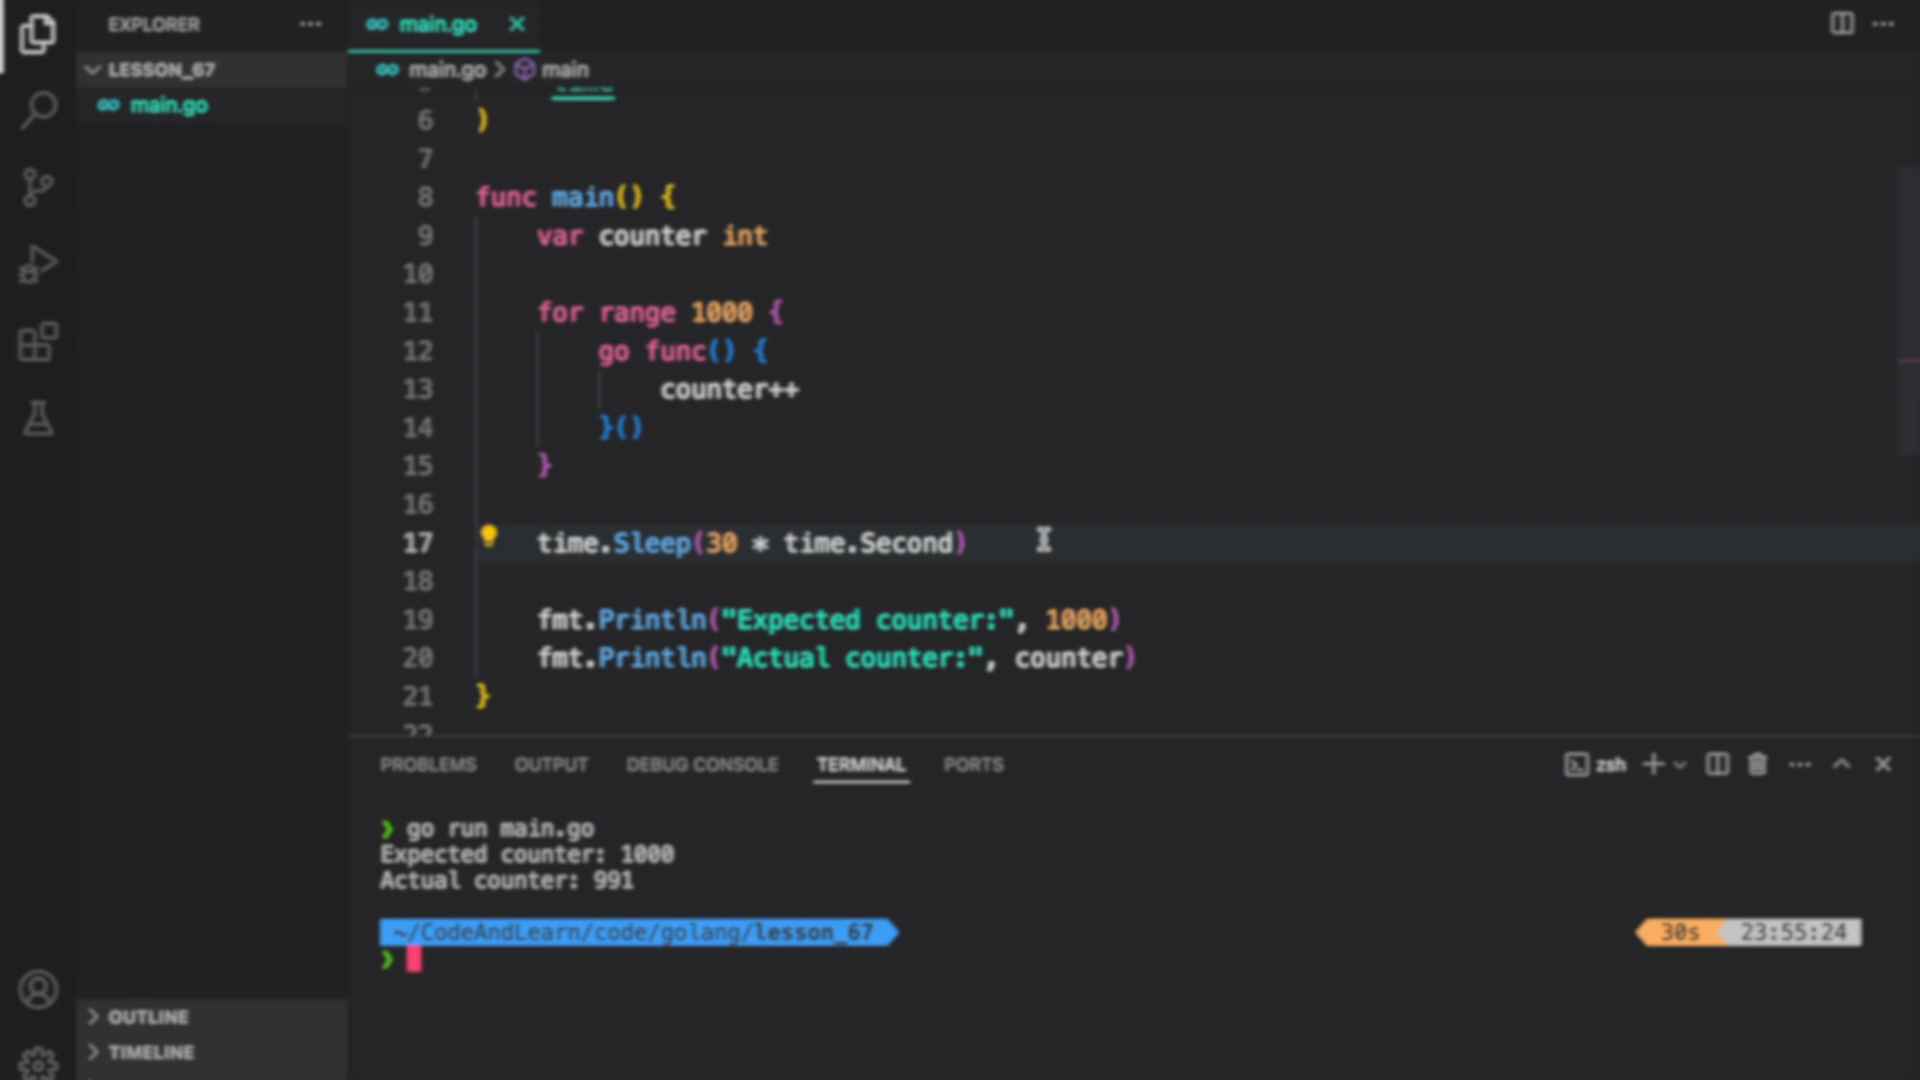 EXPLORER
LESSON_67
main.go
OUTLINE
TIMELINE
main.go
main.go > main
6 )
7
8 func main() {
9 var counter int
10
11 for range 1000 {
12 go func() {
13 counter++
14 }()
15 }
16
17 time.Sleep(30 * time.Second)
18
19 fmt.Println("Expected counter:", 1000)
20 fmt.Println("Actual counter:", counter)
21 }
22
PROBLEMS OUTPUT DEBUG CONSOLE TERMINAL PORTS zsh
❯ go run main.go
Expected counter: 1000
Actual counter: 991
~/CodeAndLearn/code/golang/lesson_67 30s 23:55:24
❯